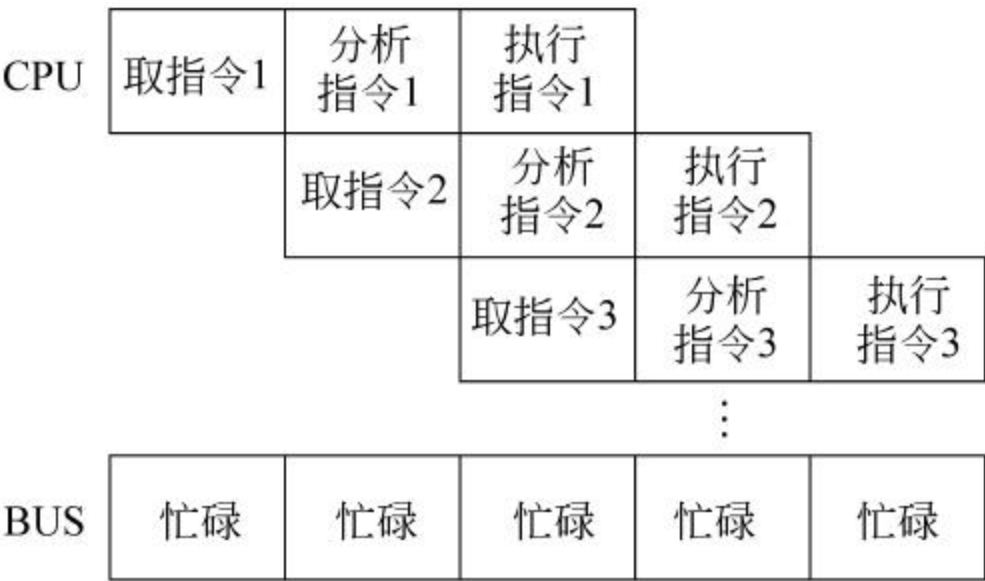 CPU
取指令1
分析
指令1
执行
指令1
取指令2
分析
指令2
执行
指令2
取指令3
分析
指令3
执行
指令3
⋮
BUS
忙碌
忙碌
忙碌
忙碌
忙碌